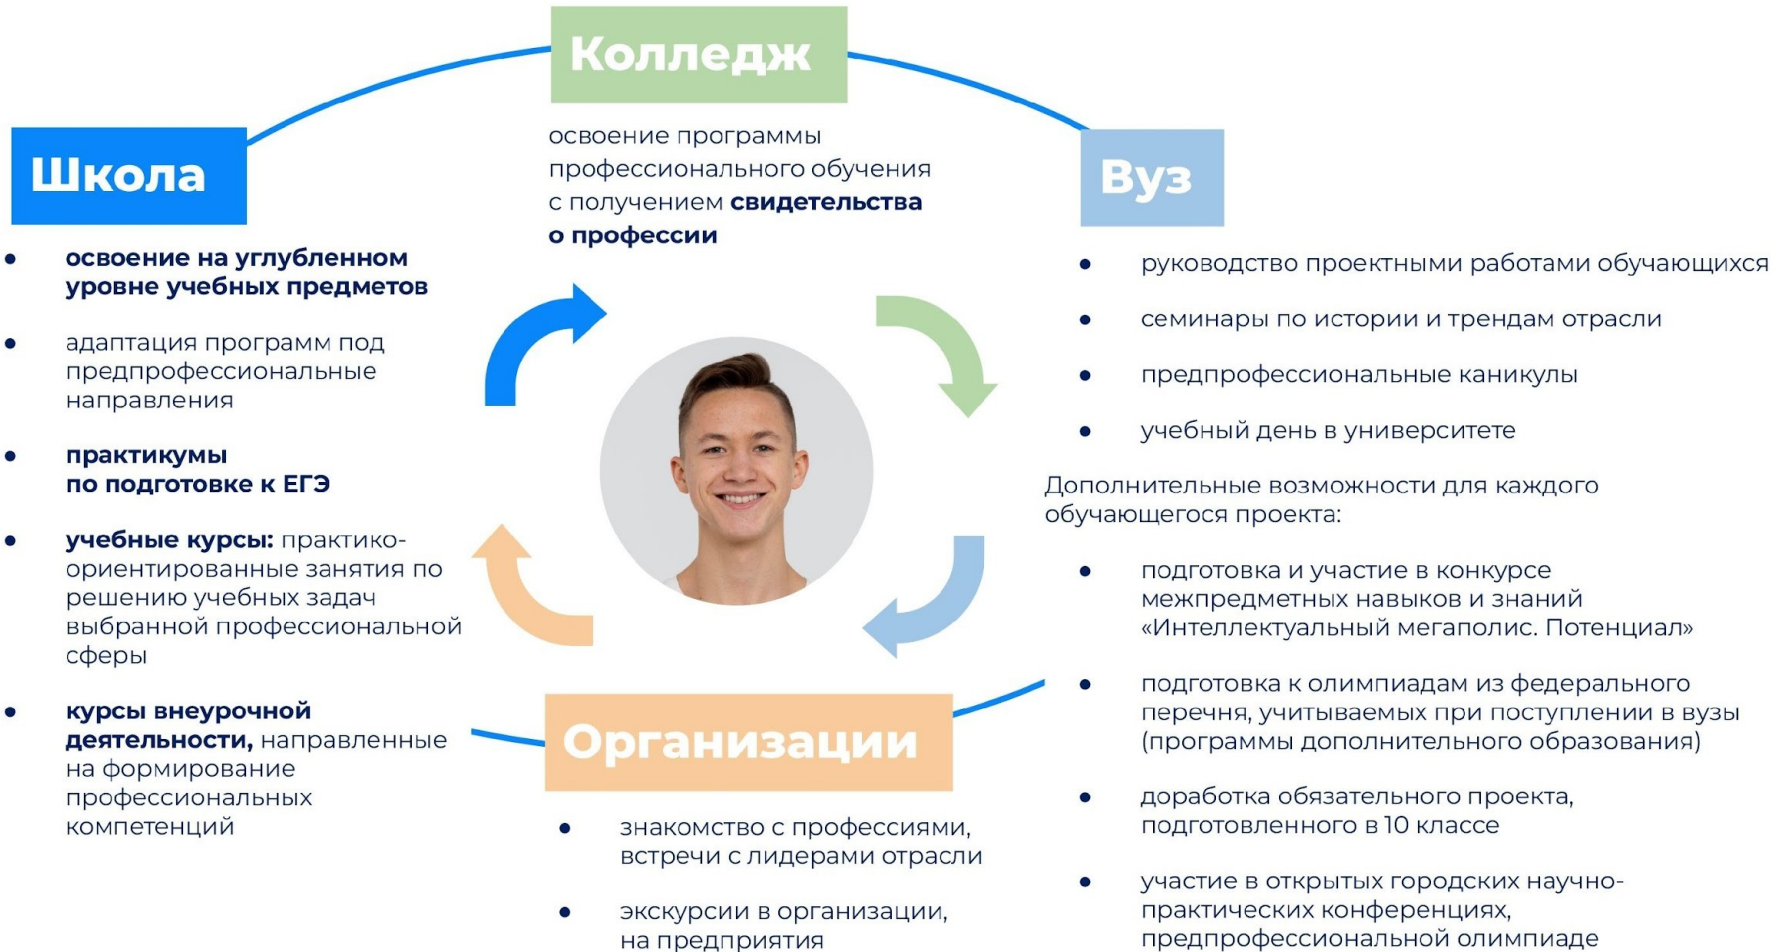 Колледж
освоение программы
профессионального обучения
с получением свидетельства
о профессии
Школа
● освоение на углубленном
уровне учебных предметов
● адаптация программ под
предпрофессиональные
направления
● практикумы
по подготовке к ЕГЭ
● учебные курсы: практико-
ориентированные занятия по
решению учебных задач
выбранной профессиональной
сферы
● курсы внеурочной
деятельности, направленные
на формирование
профессиональных
компетенций
Вуз
● руководство проектными работами обучающихся
● семинары по истории и трендам отрасли
● предпрофессиональные каникулы
● учебный день в университете
Дополнительные возможности для каждого
обучающегося проекта:
● подготовка и участие в конкурсе
межпредметных навыков и знаний
«Интеллектуальный мегаполис. Потенциал»
● подготовка к олимпиадам из федерального
перечня, учитываемых при поступлении в вузы
(программы дополнительного образования)
● доработка обязательного проекта,
подготовленного в 10 классе
● участие в открытых городских научно-
практических конференциях,
предпрофессиональной олимпиаде
Организации
● знакомство с профессиями,
встречи с лидерами отрасли
● экскурсии в организации,
на предприятия